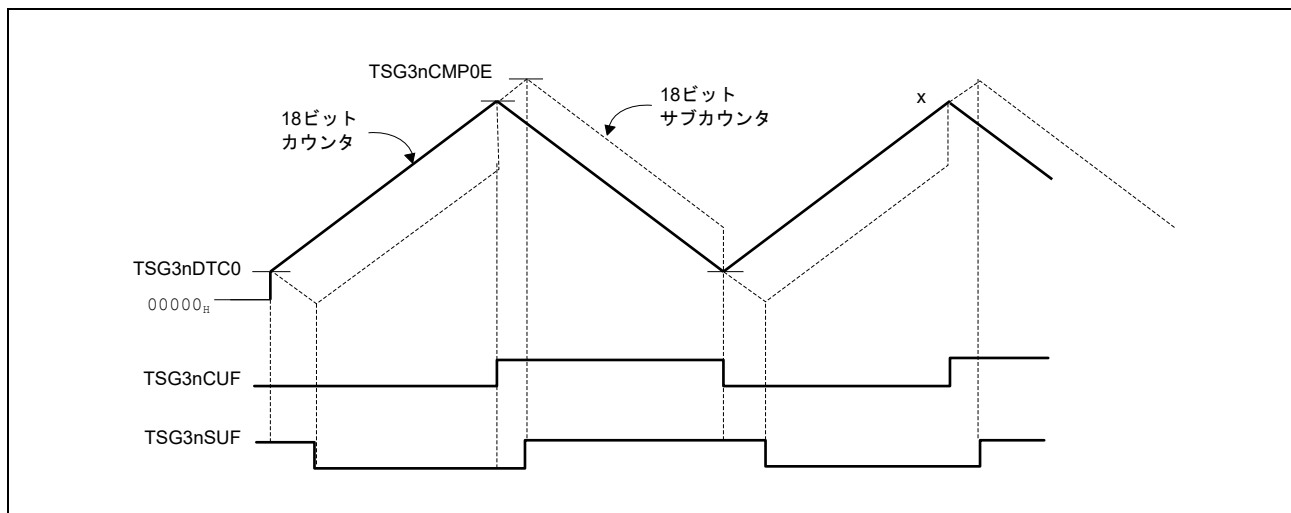 TSG3nCMP0E
18ビット
サブカウンタ
x
18ビット
カウンタ
TSG3nDTC0
00000H
TSG3nCUF
TSG3nSUF